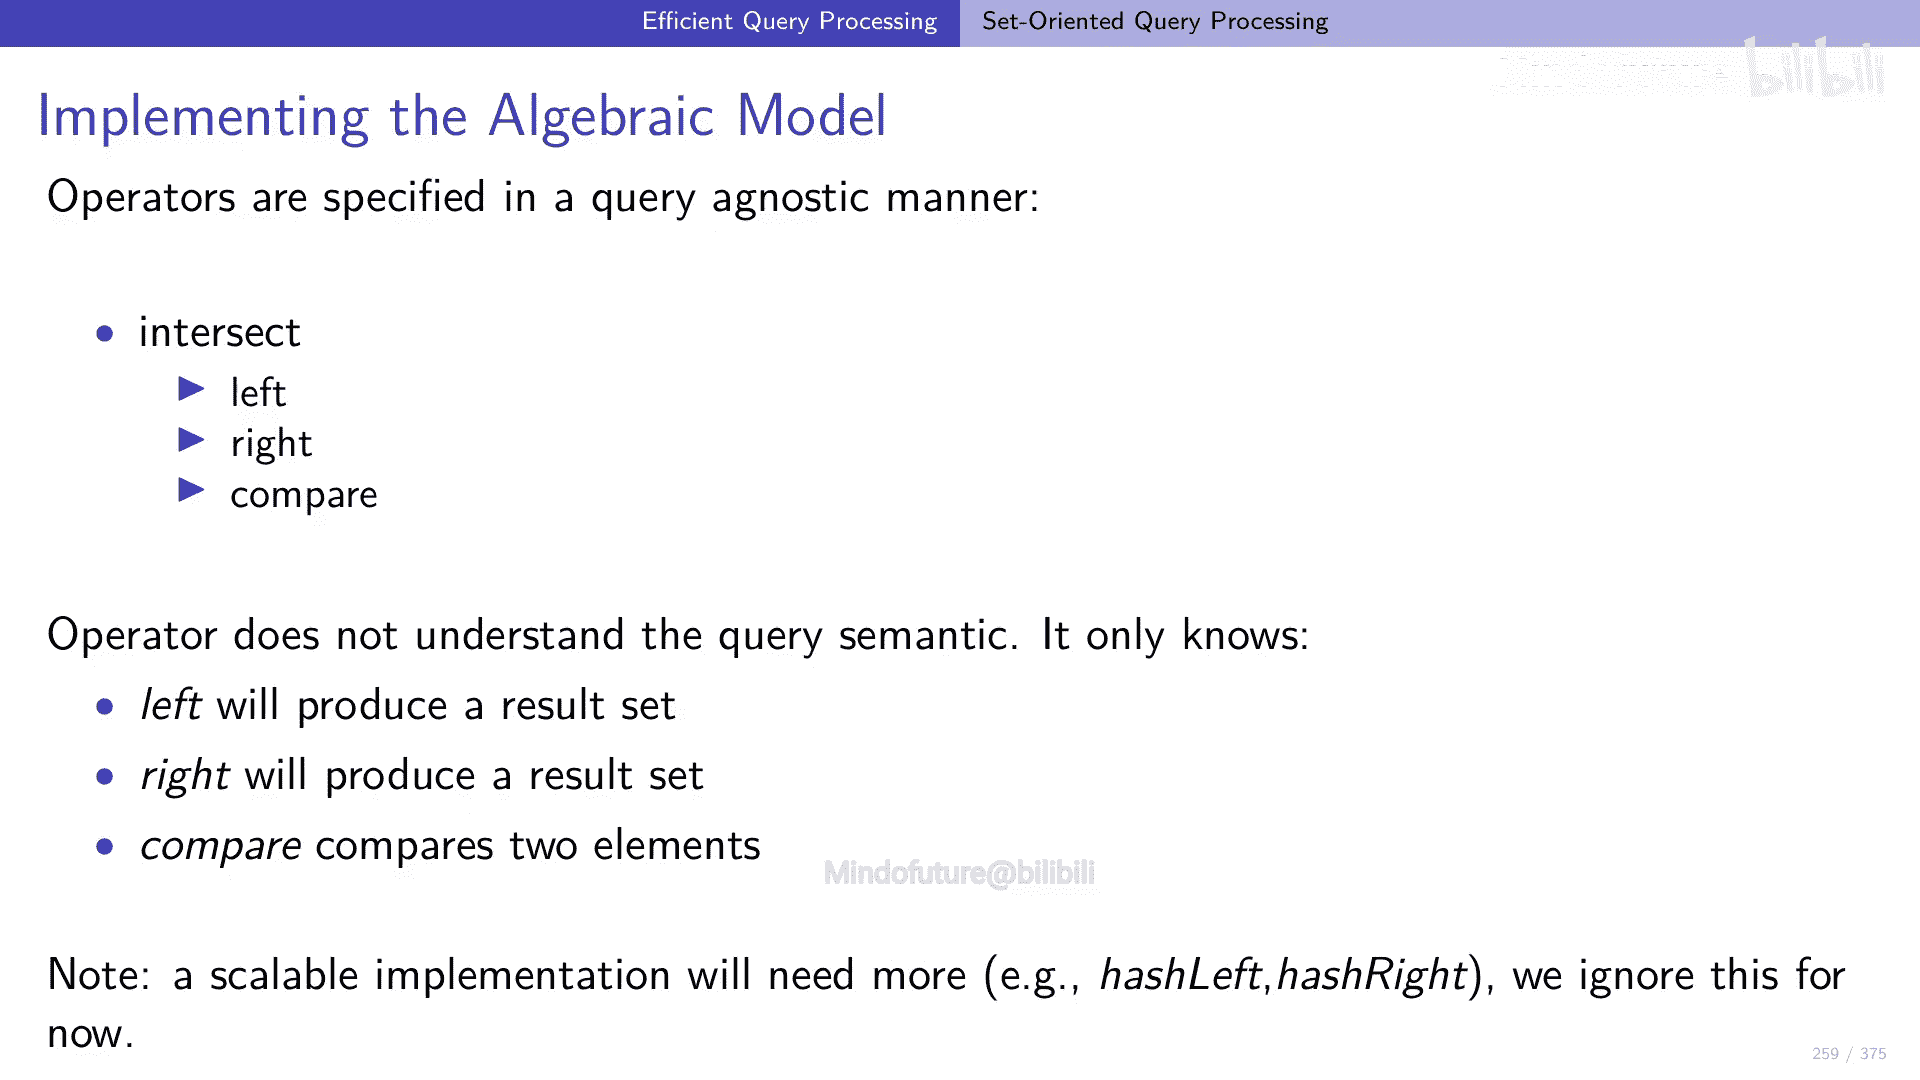 Efficient Query Processing
Set-Oriented Query Processing
bilibili
Implementing the Algebraic Model
Operators are specified in a query agnostic manner:
intersect
left
right
compare
Operator does not understand the query semantic. It only knows:
left will produce a result set
right will produce a result set
compare compares two elements
Mindofuture@bilibili
Note: a scalable implementation will need more (e.g., hashLeft,hashRight), we ignore this for
now.
259 / 375